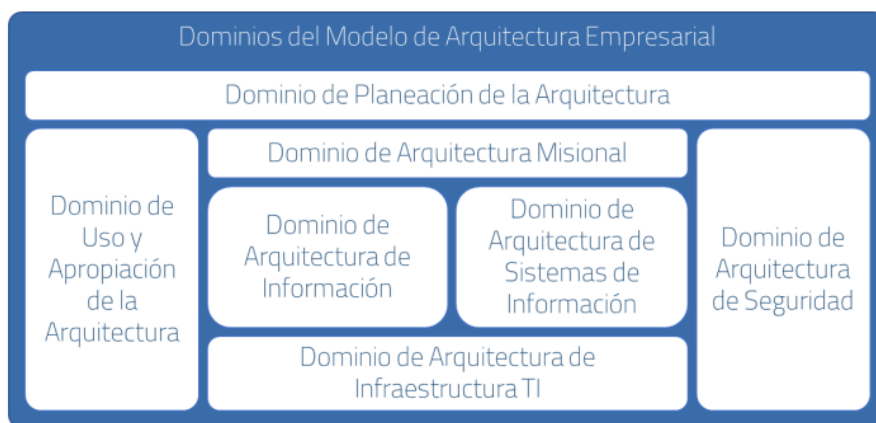 Dominios del Modelo de Arquitectura Empresarial
Dominio de Planeación de la Arquitectura
Dominio de
Uso y
Apropiación
de la
Arquitectura
Dominio de Arquitectura Misional
Dominio de
Arquitectura de
Información
Dominio de
Arquitectura de
Sistemas de
Información
Dominio de Arquitectura de
Infraestructura TI
Dominio de
Arquitectura
de Seguridad